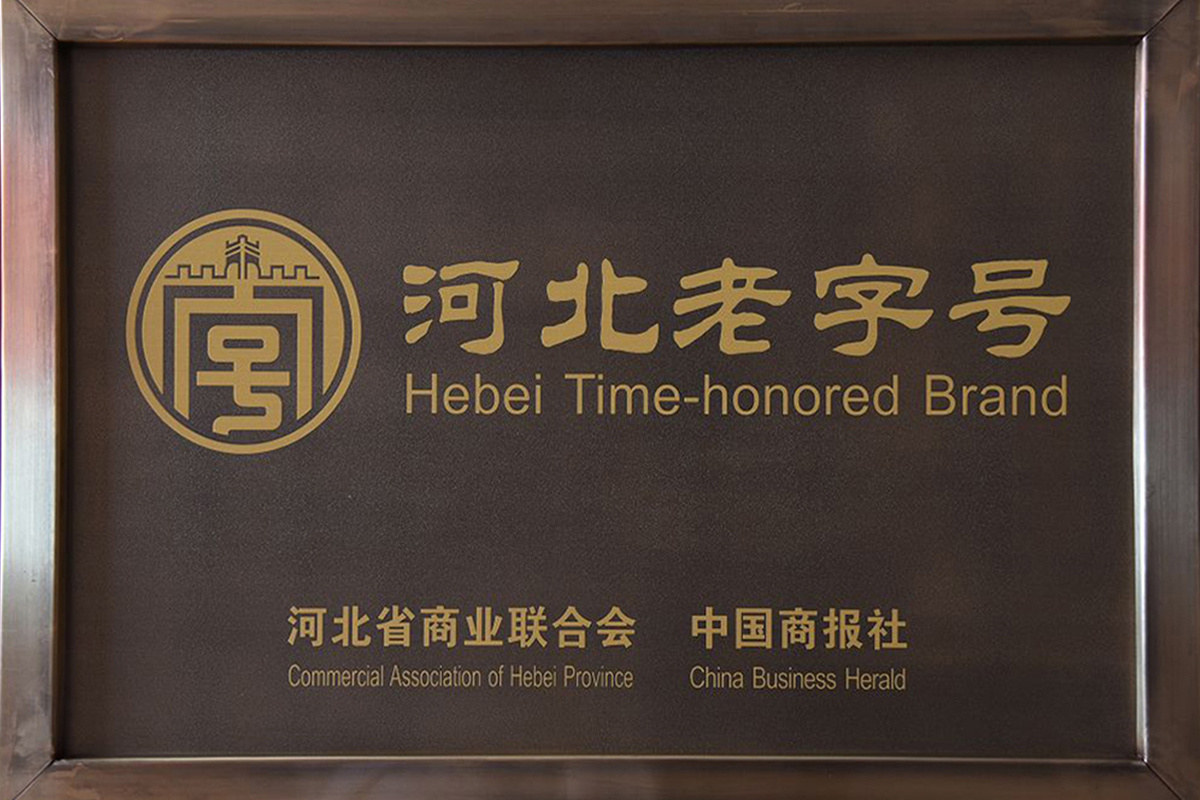 河北老字号
Hebei Time-honored Brand
河北省商业联合会 中国商报社
Commercial Association of Hebei Province China Business Herald